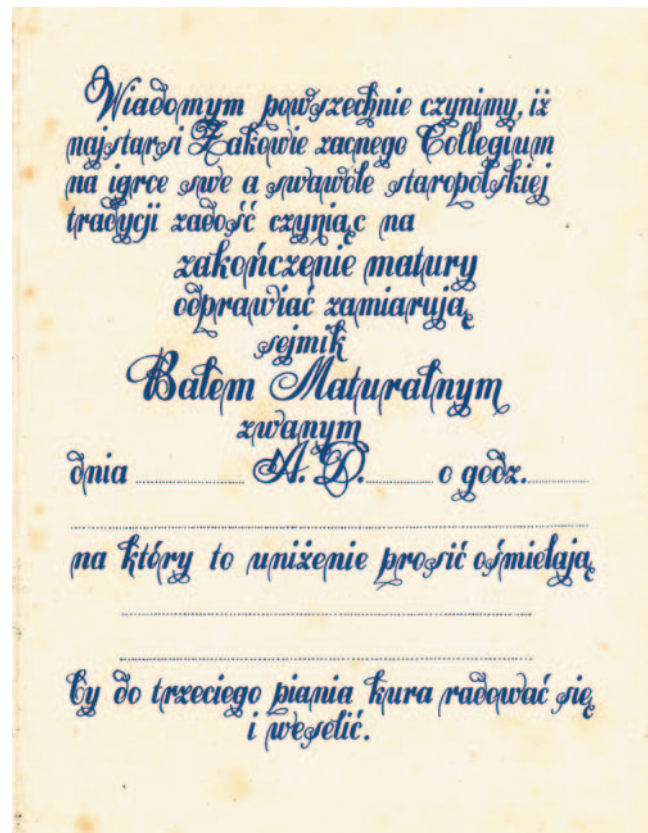 Wiadomym powszechnie czynimy, iż
najstarsi Żakowie zacnego Collegium
na igrce swe a swawole staropolskiej
tradycji zadość czyniąc na
zakończenie matury
odprawiać zamiarują
sejmik
Balem Maturalnym
zwanym
dnia .................... A. D. ............ o godz. ............
....................................................................................
na który to uniżenie prosić ośmielają
....................................................................................
....................................................................................
By do trzeciego piania kura radować się
i weselić.